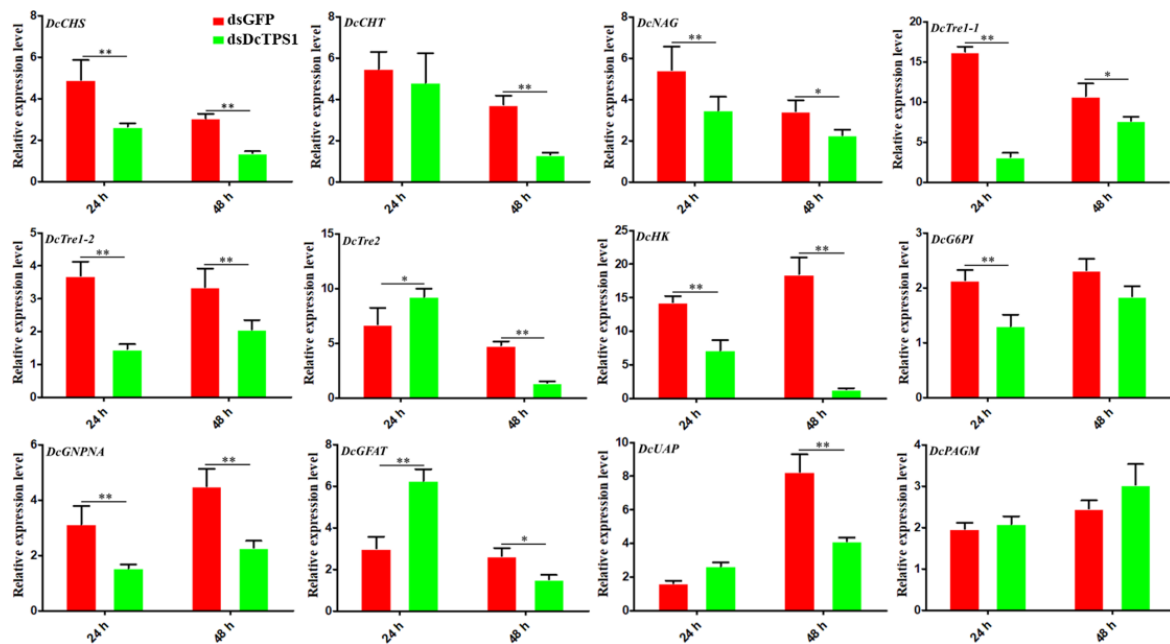 DcCHS
dsGFP
dsDcTPS1
Relative expression level
8
6
4
2
0
**
**
24 h
48 h
DcCHT
Relative expression level
8
6
4
2
0
**
24 h
48 h
DcNAG
Relative expression level
8
6
4
2
0
**
*
24 h
48 h
DcTre1-1
Relative expression level
20
15
10
5
0
**
*
24 h
48 h
DcTre1-2
Relative expression level
5
4
3
2
1
0
**
**
24 h
48 h
DcTre2
Relative expression level
15
10
5
0
*
**
24 h
48 h
DcHK
Relative expression level
25
20
15
10
5
0
**
**
24 h
48 h
DcG6PI
Relative expression level
3
2
1
0
**
24 h
48 h
DcGNPNA
Relative expression level
6
4
2
0
**
**
24 h
48 h
DcGFAT
Relative expression level
8
6
4
2
0
**
*
24 h
48 h
DcUAP
Relative expression level
10
8
6
4
2
0
**
24 h
48 h
DcPAGM
Relative expression level
4
3
2
1
0
24 h
48 h